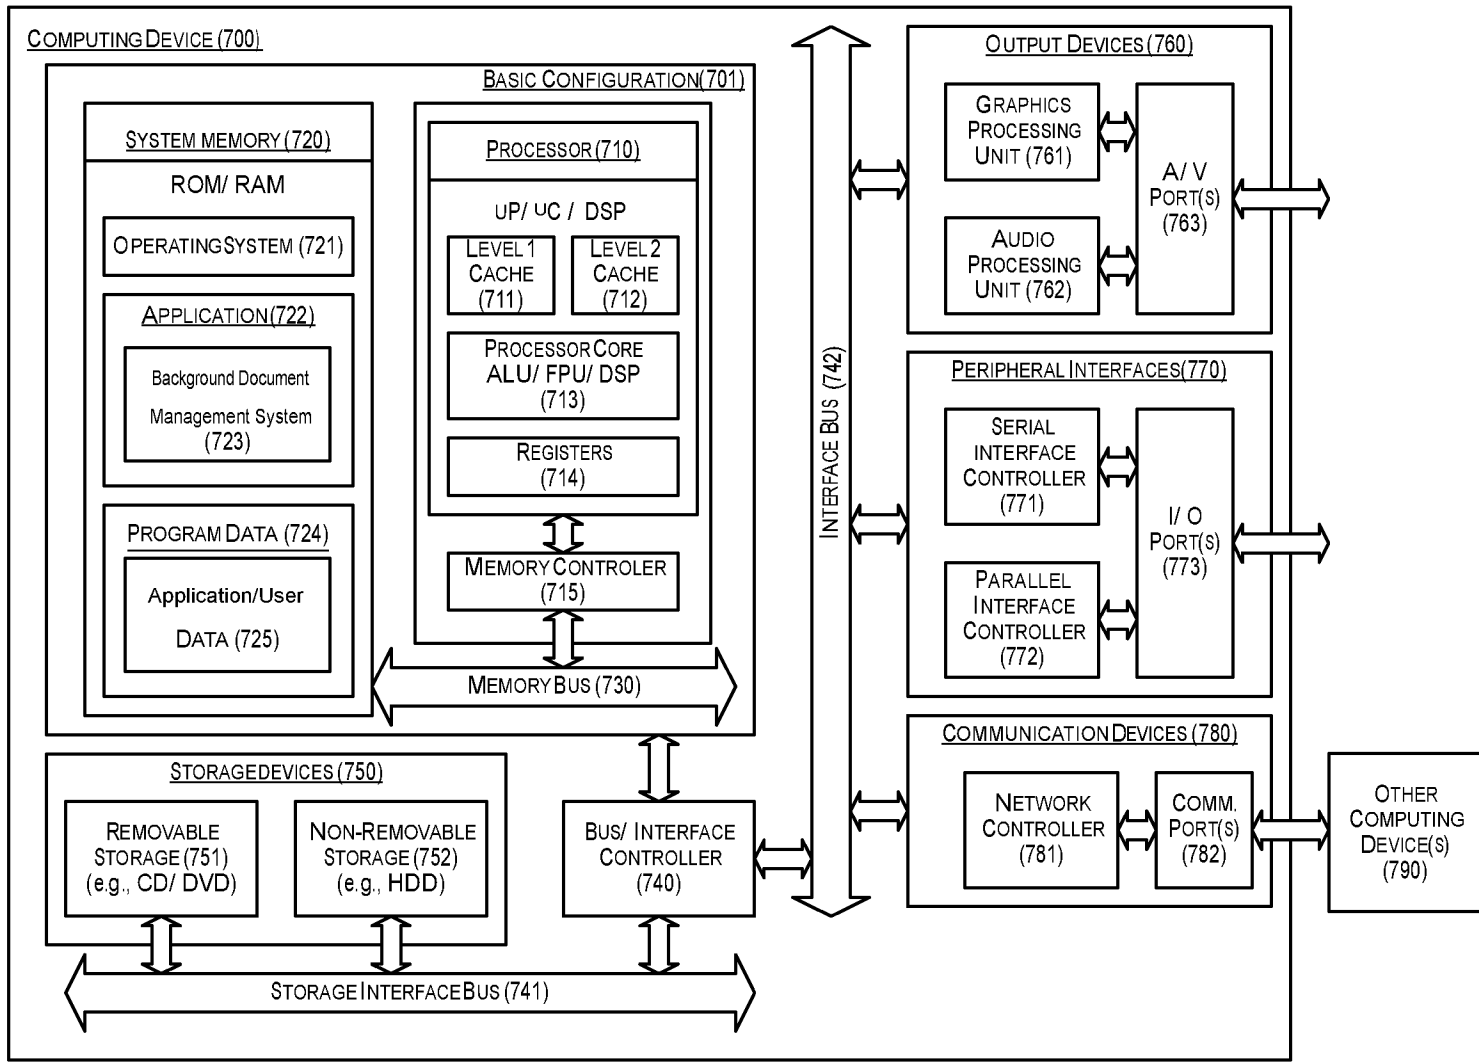 COMPUTING DEVICE (700)
BASIC CONFIGURATION (701)
SYSTEM MEMORY (720)
ROM/ RAM
OPERATING SYSTEM (721)
APPLICATION (722)
Background Document
Management System
(723)
PROGRAM DATA (724)
Application/User
DATA (725)
PROCESSOR (710)
uP/ uC / DSP
LEVEL 1
CACHE
(711)
LEVEL 2
CACHE
(712)
PROCESSOR CORE
ALU/ FPU/ DSP
(713)
REGISTERS
(714)
MEMORY CONTROLER
(715)
MEMORY BUS (730)
STORAGE DEVICES (750)
REMOVABLE
STORAGE (751)
(e.g., CD/ DVD)
NON-REMOVABLE
STORAGE (752)
(e.g., HDD)
BUS/ INTERFACE
CONTROLLER
(740)
STORAGE INTERFACE BUS (741)
INTERFACE BUS (742)
OUTPUT DEVICES (760)
GRAPHICS
PROCESSING
UNIT (761)
AUDIO
PROCESSING
UNIT (762)
A/ V
PORT(S)
(763)
PERIPHERAL INTERFACES (770)
SERIAL
INTERFACE
CONTROLLER
(771)
PARALLEL
INTERFACE
CONTROLLER
(772)
I/ O
PORT(S)
(773)
COMMUNICATION DEVICES (780)
NETWORK
CONTROLLER
(781)
COMM.
PORT(S)
(782)
OTHER
COMPUTING
DEVICE(S)
(790)